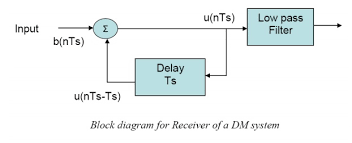 Input
b(nTs)
Σ
u(nTs)
Low pass
Filter
Delay
Ts
u(nTs-Ts)
Block diagram for Receiver of a DM system